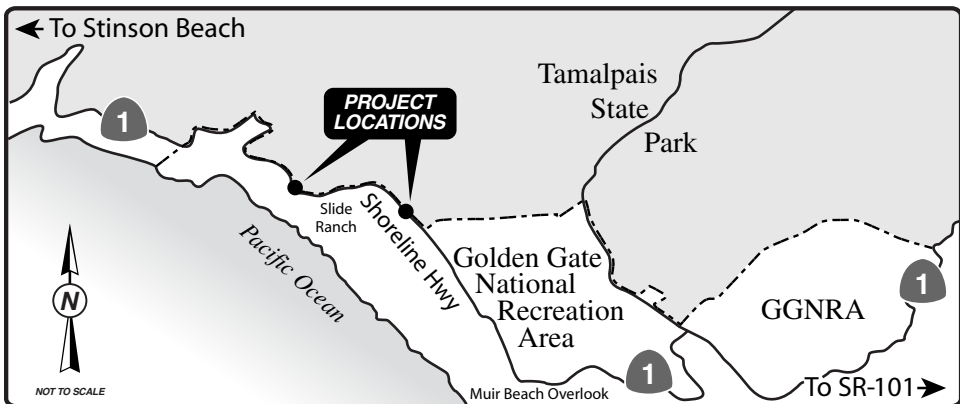 To Stinson Beach
1
PROJECT
LOCATIONS
Tamalpais
State
Park
Slide
Ranch
Shoreline Hwy
Pacific Ocean
Golden Gate
National
Recreation
Area
GGNRA
1
N
NOT TO SCALE
Muir Beach Overlook
1
To SR-101